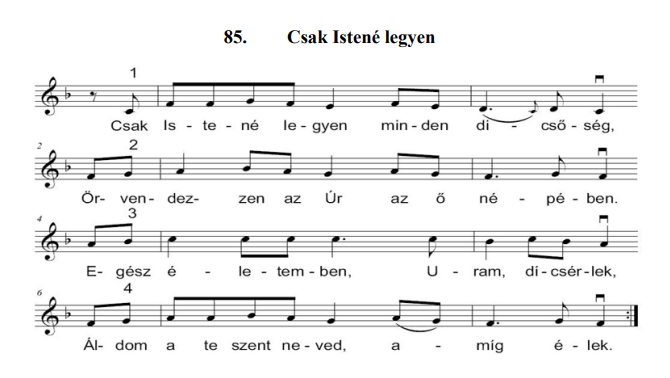 85. Csak Istené legyen
1
Csak Is - te - né le - gyen min - den di - cső - ség,
2 2
Ör - ven - dez - zen az Úr az ő né - pé - ben.
4 3
E - gész é - le - tem - ben, U - ram, di - csér - lek,
6 4
Ál - dom a te szent ne - ved, a - míg é - lek.